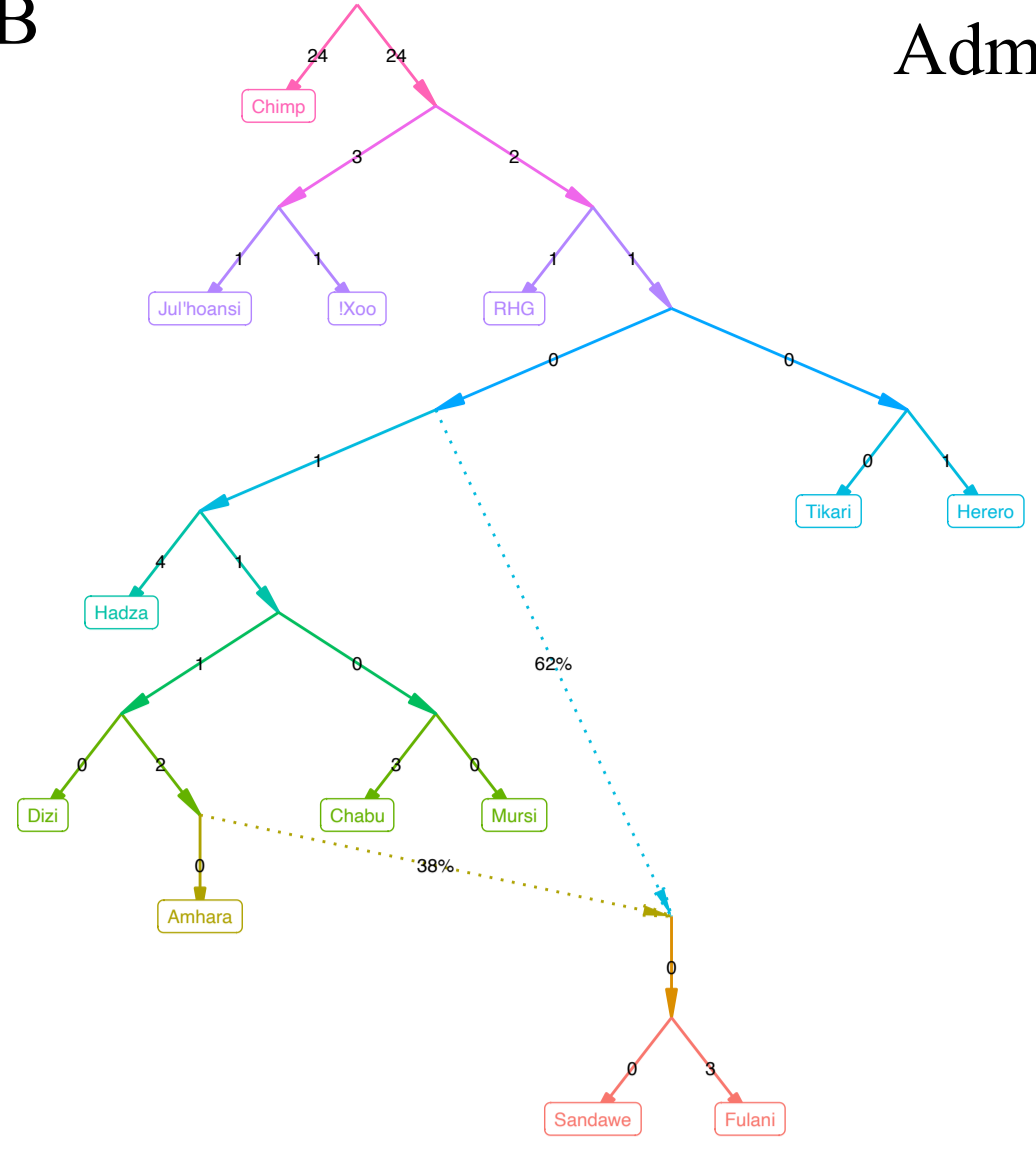 B
Adm
24 24
Chimp
3 2
1 1 1 1
Jul'hoansi !Xoo RHG
0 0
1 0 1
Tikari Herero
4 1
Hadza
1 0 62%
0 2 3 0
Dizi Chabu Mursi
0 38%
Amhara
0
0 3
Sandawe Fulani